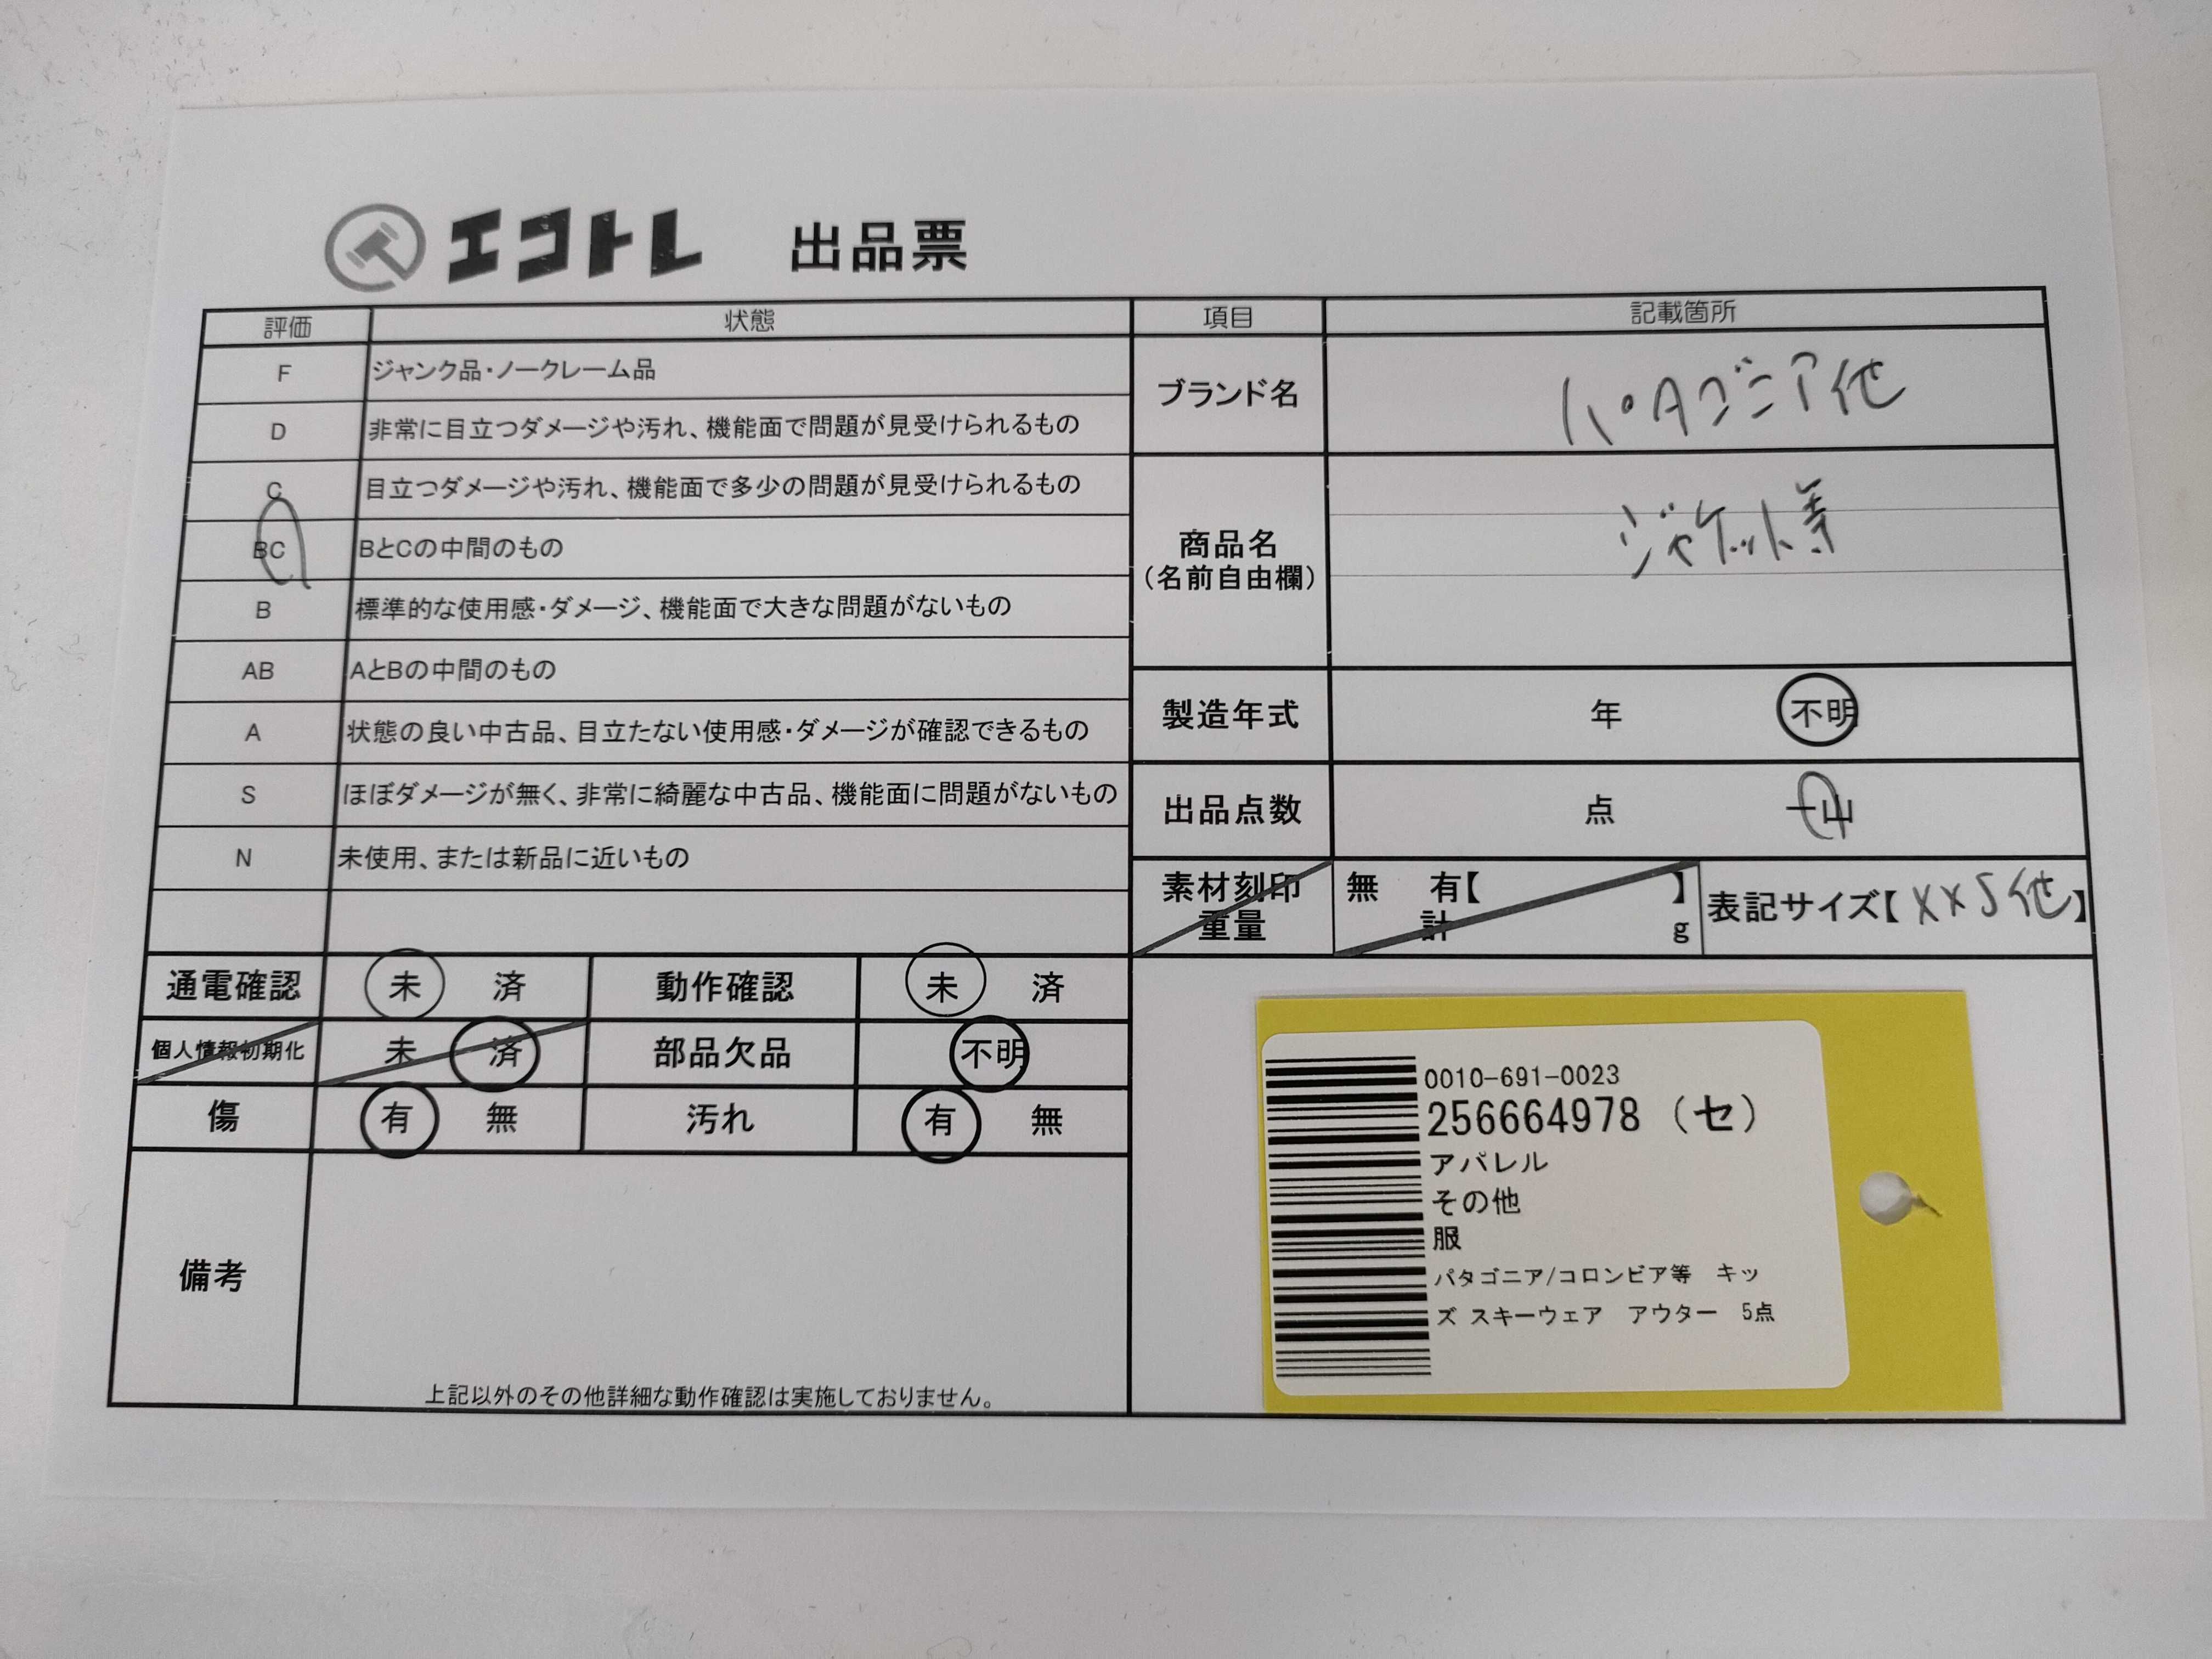 エコトレ 出品票
評価 状態
F ジャンク品・ノークレーム品
D 非常に目立つダメージや汚れ、機能面で問題が見受けられるもの
C 目立つダメージや汚れ、機能面で多少の問題が見受けられるもの
BC BとCの中間のもの
B 標準的な使用感・ダメージ、機能面で大きな問題がないもの
AB AとBの中間のもの
A 状態の良い中古品、目立たない使用感・ダメージが確認できるもの
S ほぼダメージが無く、非常に綺麗な中古品、機能面に問題がないもの
N 未使用、または新品に近いもの
通電確認 未 済 動作確認 未 済
個人情報初期化 未 済 部品欠品 不明
傷 有 無 汚れ 有 無
備考
上記以外のその他詳細な動作確認は実施しておりません。
項目 記載箇所
ブランド名 パタゴニア他
商品名 ジャケット等
(名前自由欄)
製造年式 年 不明
出品点数 点 一山
素材刻印 無 有【 】
重量 計 g
表記サイズ【XXS他】
0010-691-0023
256664978 (セ)
アパレル
その他
服
パタゴニア/コロンビア等 キッ
ズ スキーウェア アウター 5点